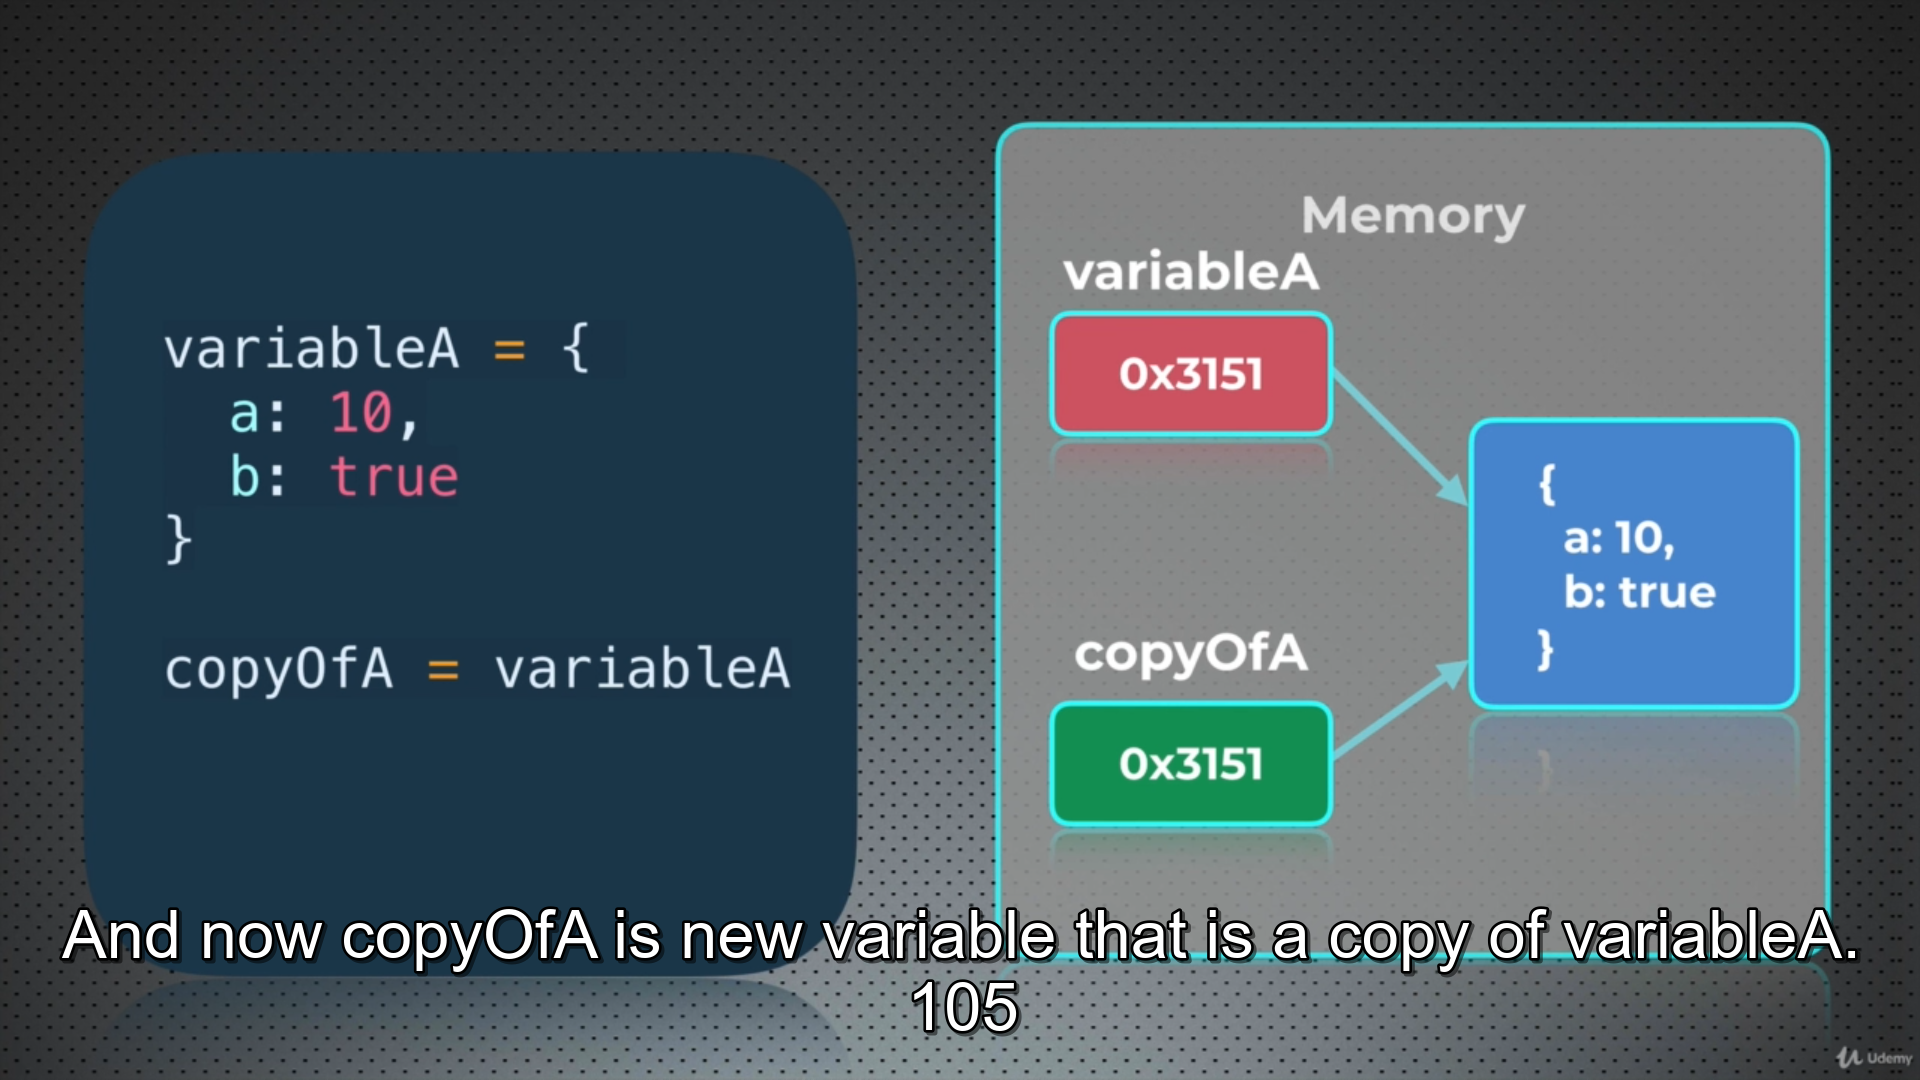 variableA = {
a: 10,
b: true
}
copyOfA = variableA
Memory
variableA
0x3151
{
a: 10,
b: true
}
copyOfA
0x3151
}
And now copyOfA is new variable that is a copy of variableA.
105
Udemy